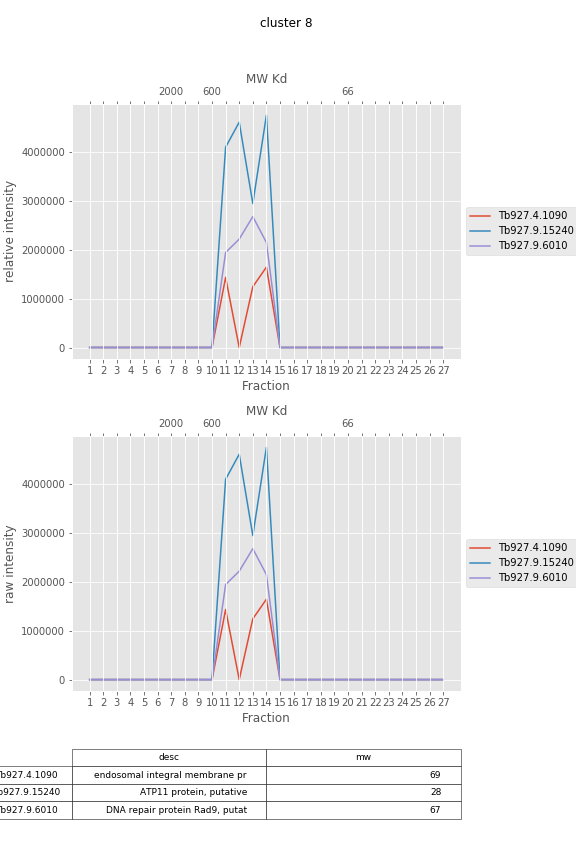 cluster 8
MW Kd
2000 600 66
4000000
3000000
2000000
1000000
0
relative intensity
Tb927.4.1090
Tb927.9.15240
Tb927.9.6010
1 2 3 4 5 6 7 8 9 10 11 12 13 14 15 16 17 18 19 20 21 22 23 24 25 26 27
Fraction
MW Kd
2000 600 66
4000000
3000000
2000000
1000000
0
raw intensity
Tb927.4.1090
Tb927.9.15240
Tb927.9.6010
1 2 3 4 5 6 7 8 9 10 11 12 13 14 15 16 17 18 19 20 21 22 23 24 25 26 27
Fraction
desc mw
b927.4.1090 endosomal integral membrane pr 69
b927.9.15240 ATP11 protein, putative 28
b927.9.6010 DNA repair protein Rad9, putat 67